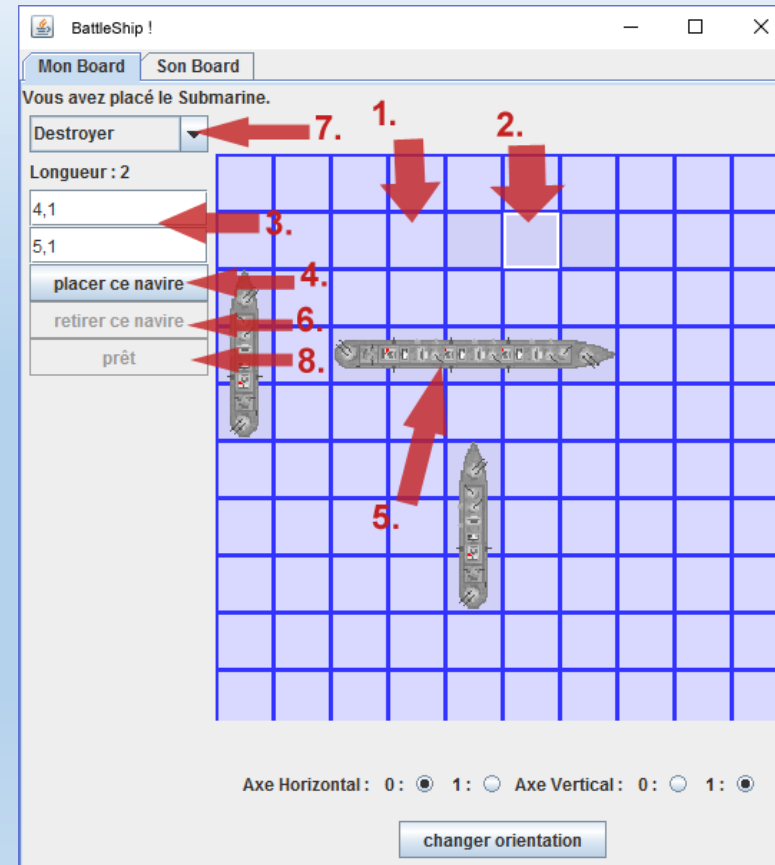 BattleShip !
Mon Board Son Board
Vous avez placé le Submarine.
1.
2.
Destroyer
7.
Longueur : 2
4,1
3.
5,1
placer ce navire
4.
retirer ce navire
6.
prêt
8.
5.
Axe Horizontal : 0 : 1 : Axe Vertical : 0 : 1 :
changer orientation